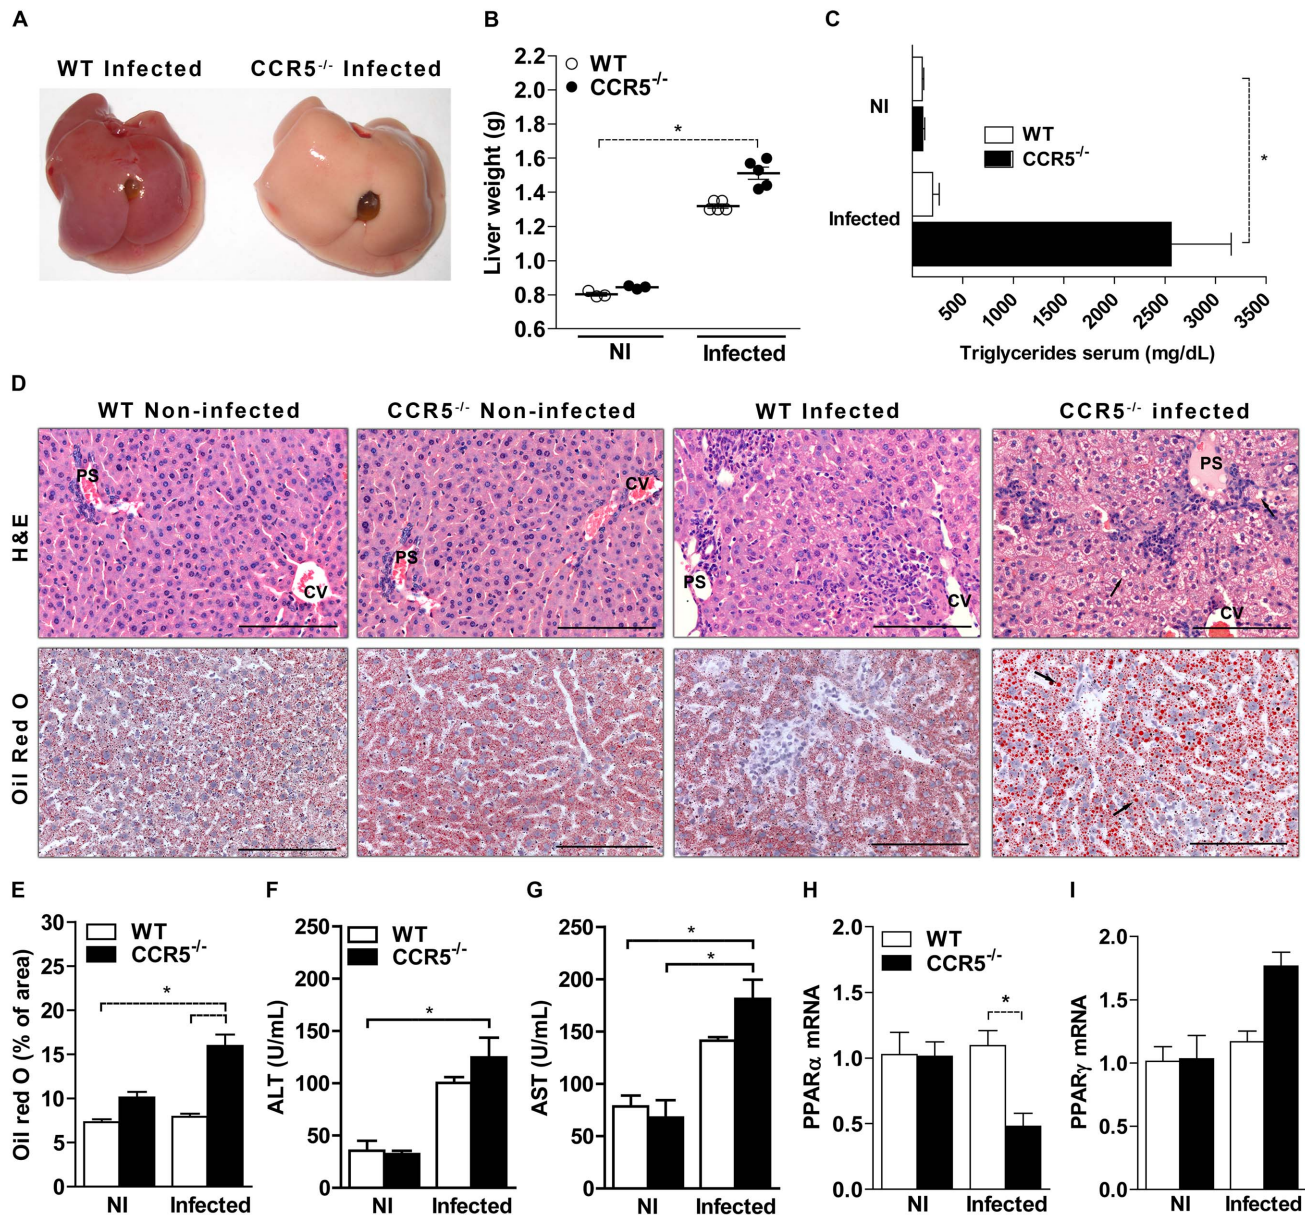 A
WT Infected
CCR5-/- Infected
B
2.2
2.0
1.8
1.6
1.4
1.2
1.0
0.8
0.6
Liver weight (g)
WT
CCR5-/-
*
NI
Infected
C
NI
Infected
WT
CCR5-/-
*
500
1000
1500
2000
2500
3000
3500
Triglycerides serum (mg/dL)
D
WT Non-infected
CCR5-/- Non-infected
WT Infected
CCR5-/- infected
H&E
PS
CV
PS
CV
PS
CV
PS
CV
Oil Red O
E
30
25
20
15
10
5
0
Oil red O (% of area)
WT
CCR5-/-
*
NI
Infected
F
250
200
150
100
50
0
ALT (U/mL)
WT
CCR5-/-
*
NI
Infected
G
250
200
150
100
50
0
AST (U/mL)
*
*
NI
Infected
H
2.0
1.5
1.0
0.5
0.0
PPARα mRNA
WT
CCR5-/-
*
NI
Infected
I
2.0
1.5
1.0
0.5
0.0
PPARγ mRNA
NI
Infected